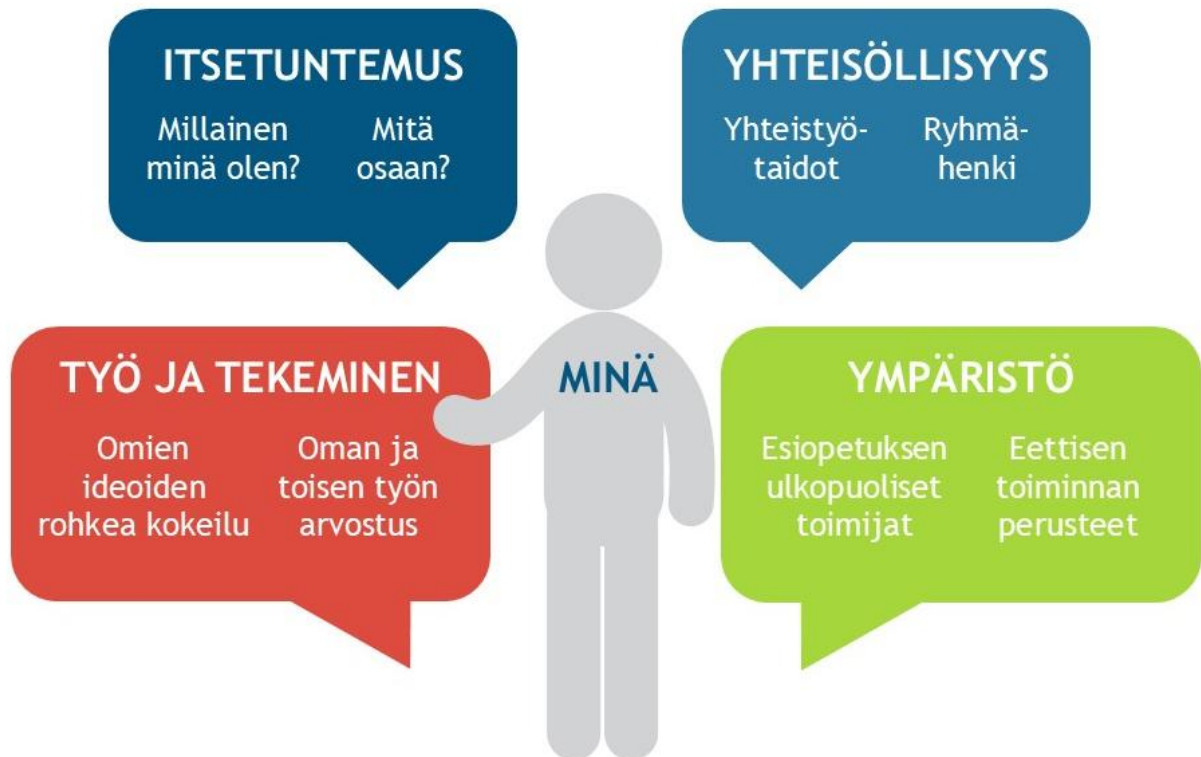 ITSETUNTEMUS
Millainen
minä olen?
Mitä
osaan?
YHTEISÖLLISYYS
Yhteistyö-
taidot
Ryhmä-
henki
TYÖ JA TEKEMINEN
Omien
ideoiden
rohkea kokeilu
Oman ja
toisen työn
arvostus
MINÄ
YMPÄRISTÖ
Esiopetuksen
ulkopuoliset
toimijat
Eettisen
toiminnan
perusteet